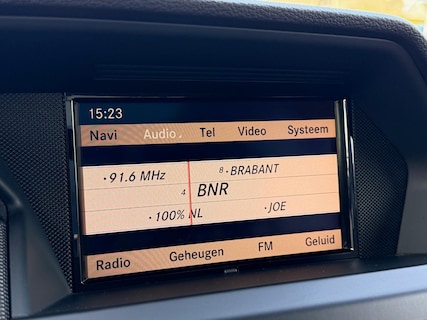 15:23
Navi Audio Tel Video Systeem
·91.6 MHz 8·BRABANT
4 BNR
·100% NL ·JOE
Radio Geheugen FM Geluid